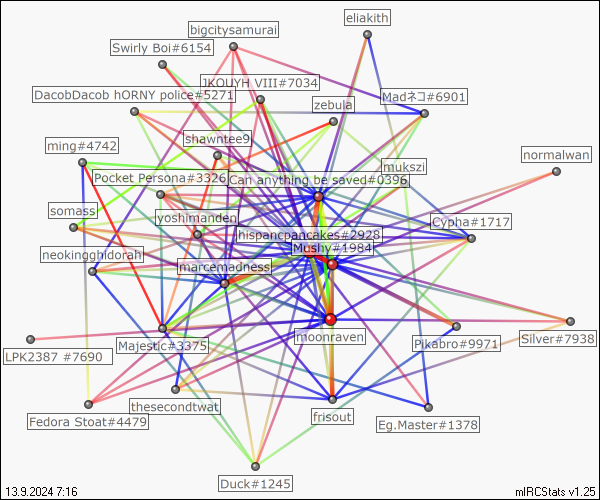 eliakith
bigcitysamurai
Swirly Boi#6154
JKOUYH VIII#7034
DacobDacob hORNY police#5271
Madネコ#6901
zebula
shawntee9
ming#4742
normalwan
mukszi
Pocket Persona#3326
Can anything be saved#0396
somass
yoshimanden
Cypha#1717
hispancpancakes#2928
Mushy#1984
neokingghidorah
marcemadness
moonraven
Majestic#3375
Pikabro#9971
Silver#7938
LPK2387 #7690
thesecondtwat
frisout
Fedora Stoat#4479
Eg.Master#1378
Duck#1245
13.9.2024 7:16
mIRCStats v1.25